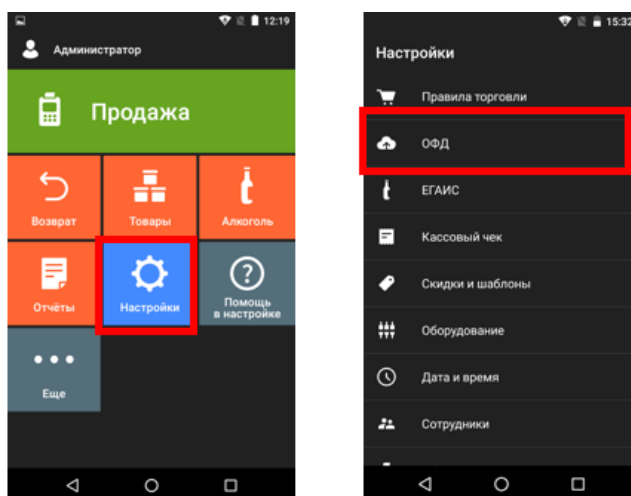 12:19
Администратор
Продажа
Возврат
Товары
Алкоголь
Отчёты
Настройки
Помощь
в настройке
Еще
15:32
Настройки
Правила торговли
ОФД
ЕГАИС
Кассовый чек
Скидки и шаблоны
Оборудование
Дата и время
Сотрудники